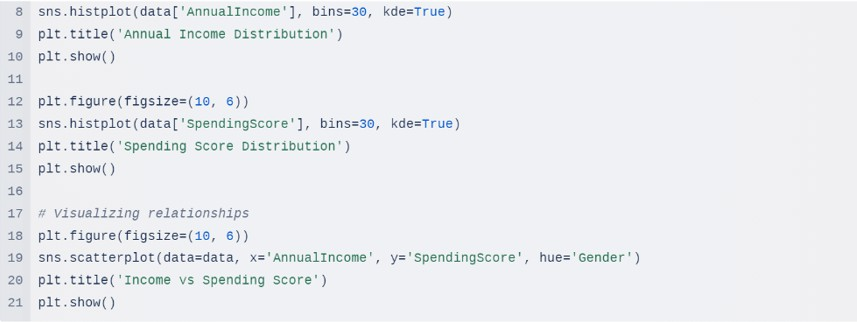 8 sns.histplot(data['AnnualIncome'], bins=30, kde=True)
9 plt.title('Annual Income Distribution')
10 plt.show()
11
12 plt.figure(figsize=(10, 6))
13 sns.histplot(data['SpendingScore'], bins=30, kde=True)
14 plt.title('Spending Score Distribution')
15 plt.show()
16
17 # Visualizing relationships
18 plt.figure(figsize=(10, 6))
19 sns.scatterplot(data=data, x='AnnualIncome', y='SpendingScore', hue='Gender')
20 plt.title('Income vs Spending Score')
21 plt.show()